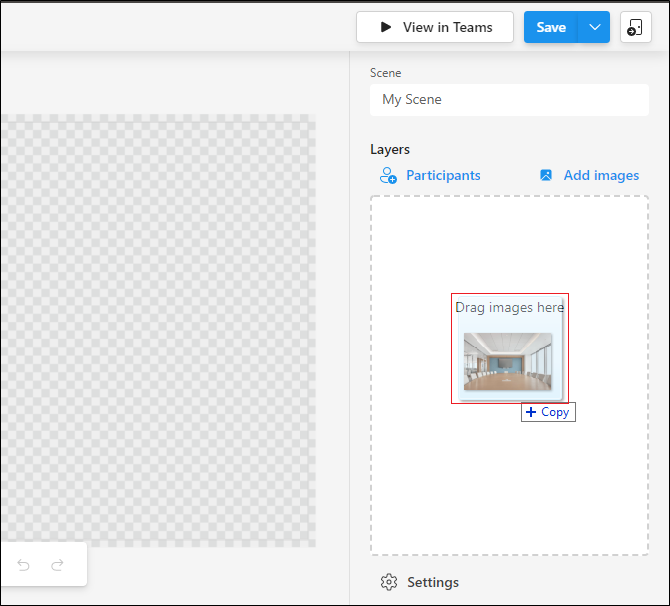 View in Teams
Save
Scene
My Scene
Layers
Participants
Add images
Drag images here
Copy
Settings